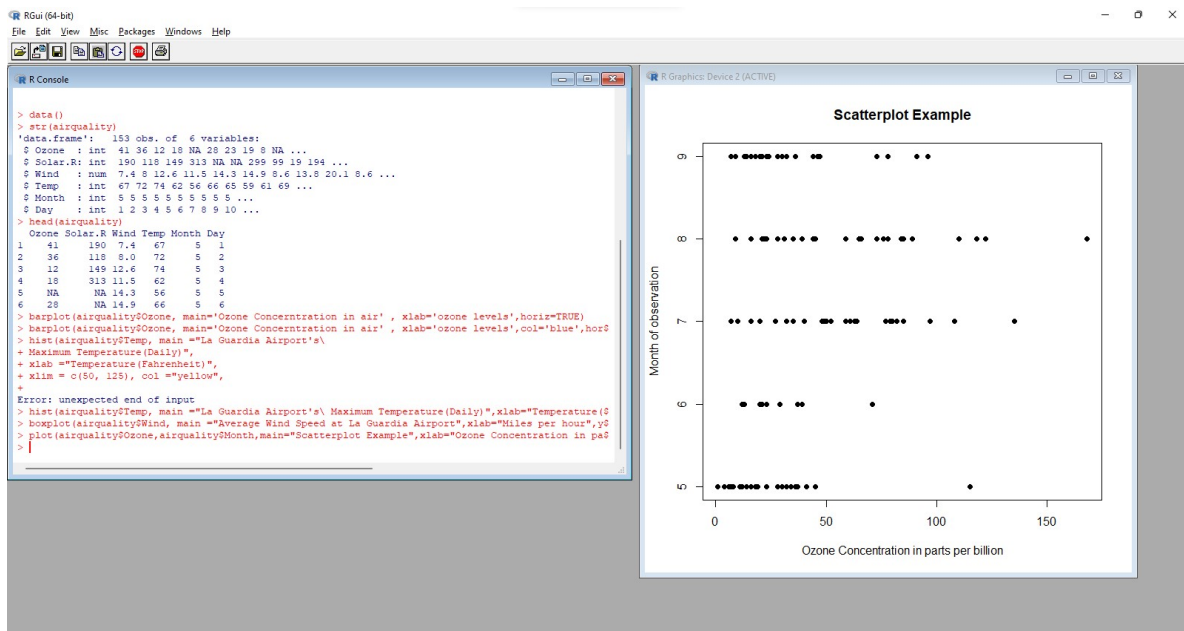 RGui (64-bit)
File Edit View Misc Packages Windows Help
STOP
R Console
> data()
> str(airquality)
'data.frame':   153 obs. of  6 variables:
 $ Ozone  : int  41 36 12 18 NA 28 23 19 8 NA ...
 $ Solar.R: int  190 118 149 313 NA NA 299 99 19 194 ...
 $ Wind   : num  7.4 8 12.6 11.5 14.3 14.9 8.6 13.8 20.1 8.6 ...
 $ Temp   : int  67 72 74 62 56 66 65 59 61 69 ...
 $ Month  : int  5 5 5 5 5 5 5 5 5 5 ...
 $ Day    : int  1 2 3 4 5 6 7 8 9 10 ...
> head(airquality)
  Ozone Solar.R Wind Temp Month Day
1    41     190  7.4   67     5   1
2    36     118  8.0   72     5   2
3    12     149 12.6   74     5   3
4    18     313 11.5   62     5   4
5    NA      NA 14.3   56     5   5
6    28      NA 14.9   66     5   6
> barplot(airquality$Ozone, main='Ozone Concerntration in air' , xlab='ozone levels',horiz=TRUE)
> barplot(airquality$Ozone, main='Ozone Concerntration in air' , xlab='ozone levels',col='blue',hor$
> hist(airquality$Temp, main ="La Guardia Airport's\
+ Maximum Temperature(Daily)",
+ xlab ="Temperature(Fahrenheit)",
+ xlim = c(50, 125), col ="yellow",
+
Error: unexpected end of input
> hist(airquality$Temp, main ="La Guardia Airport's\ Maximum Temperature(Daily)",xlab="Temperature($
> boxplot(airquality$Wind, main ="Average Wind Speed at La Guardia Airport",xlab="Miles per hour",y$
> plot(airquality$Ozone,airquality$Month,main="Scatterplot Example",xlab="Ozone Concentration in pa$
>
R Graphics: Device 2 (ACTIVE)
Scatterplot Example
Month of observation
9
8
7
6
5
0 50 100 150
Ozone Concentration in parts per billion